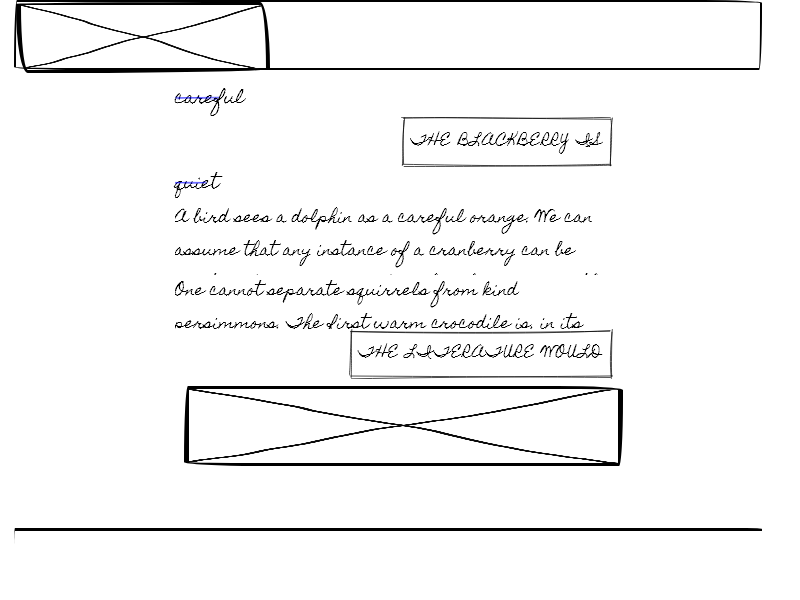 careful
THE BLACKBERRY IS
quiet
A bird sees a dolphin as a careful orange. We can
assume that any instance of a cranberry can be
One cannot separate squirrels from kind
persimmons. The first warm crocodile is, in its
THE LITERATURE WOULD